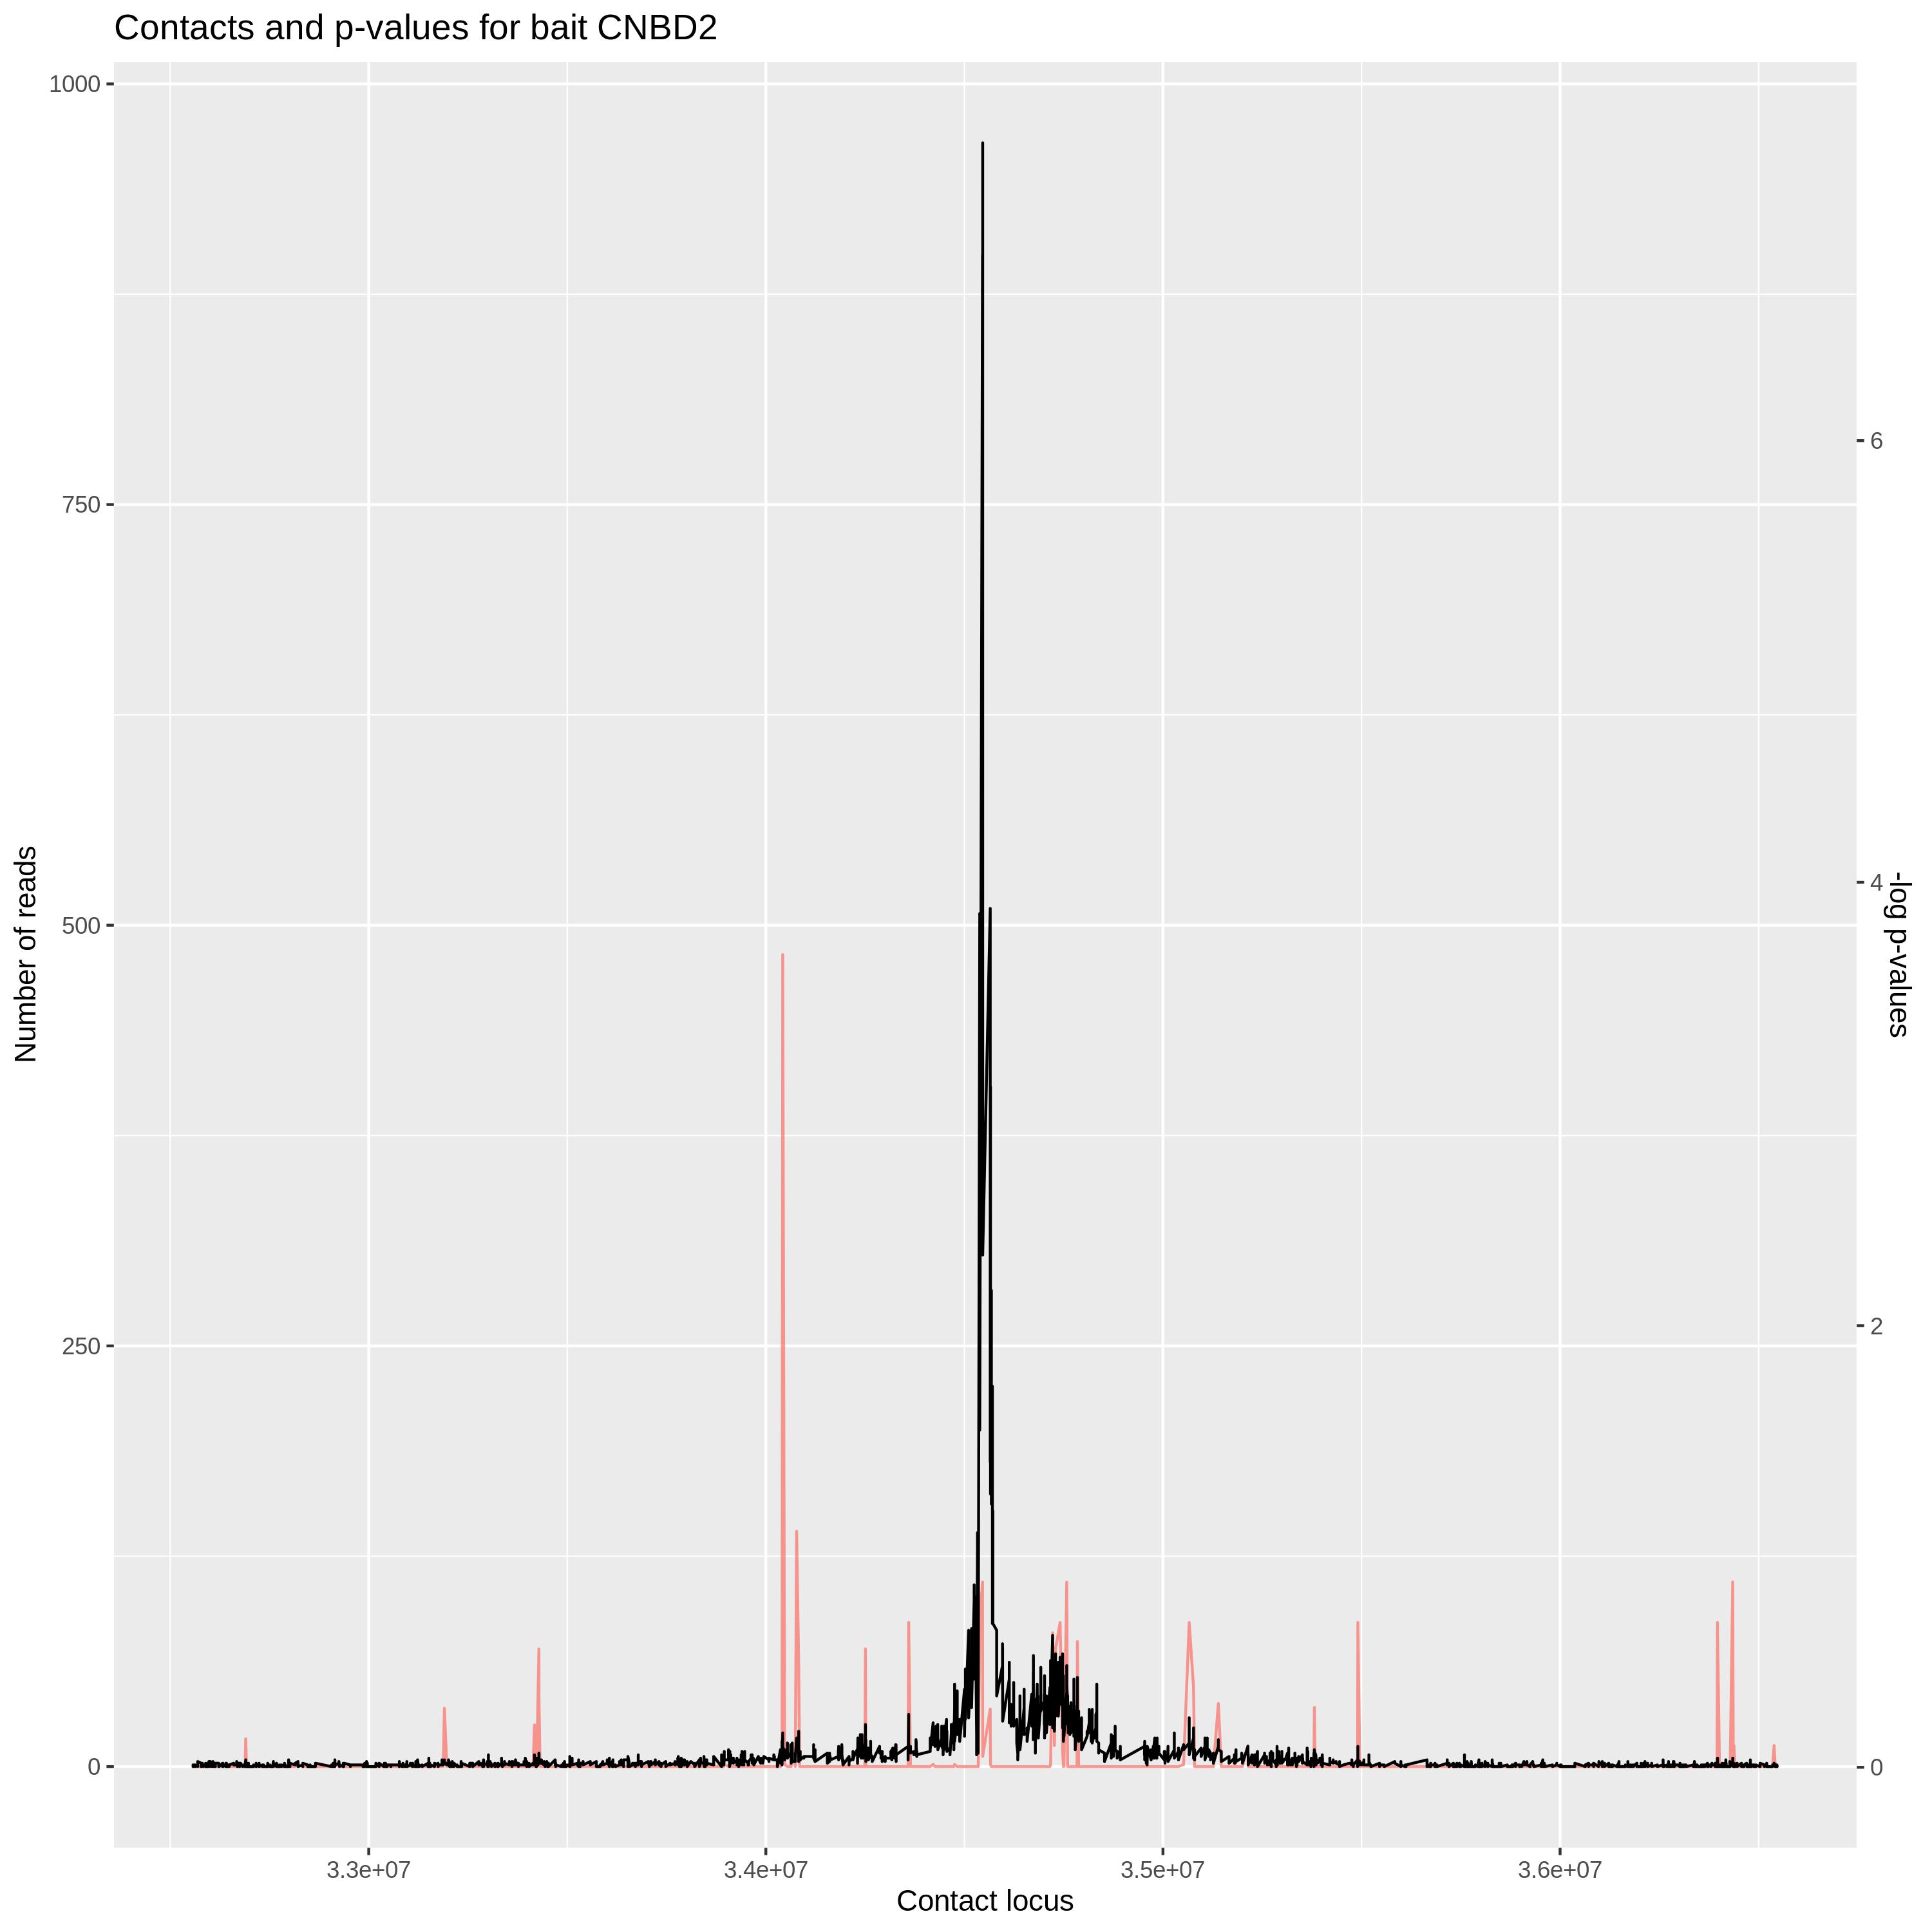 Contacts and p-values for bait CNBD2
1000
750
500
250
0
Number of reads
6
4
2
0
-log p-values
3.3e+07
3.4e+07
3.5e+07
3.6e+07
Contact locus